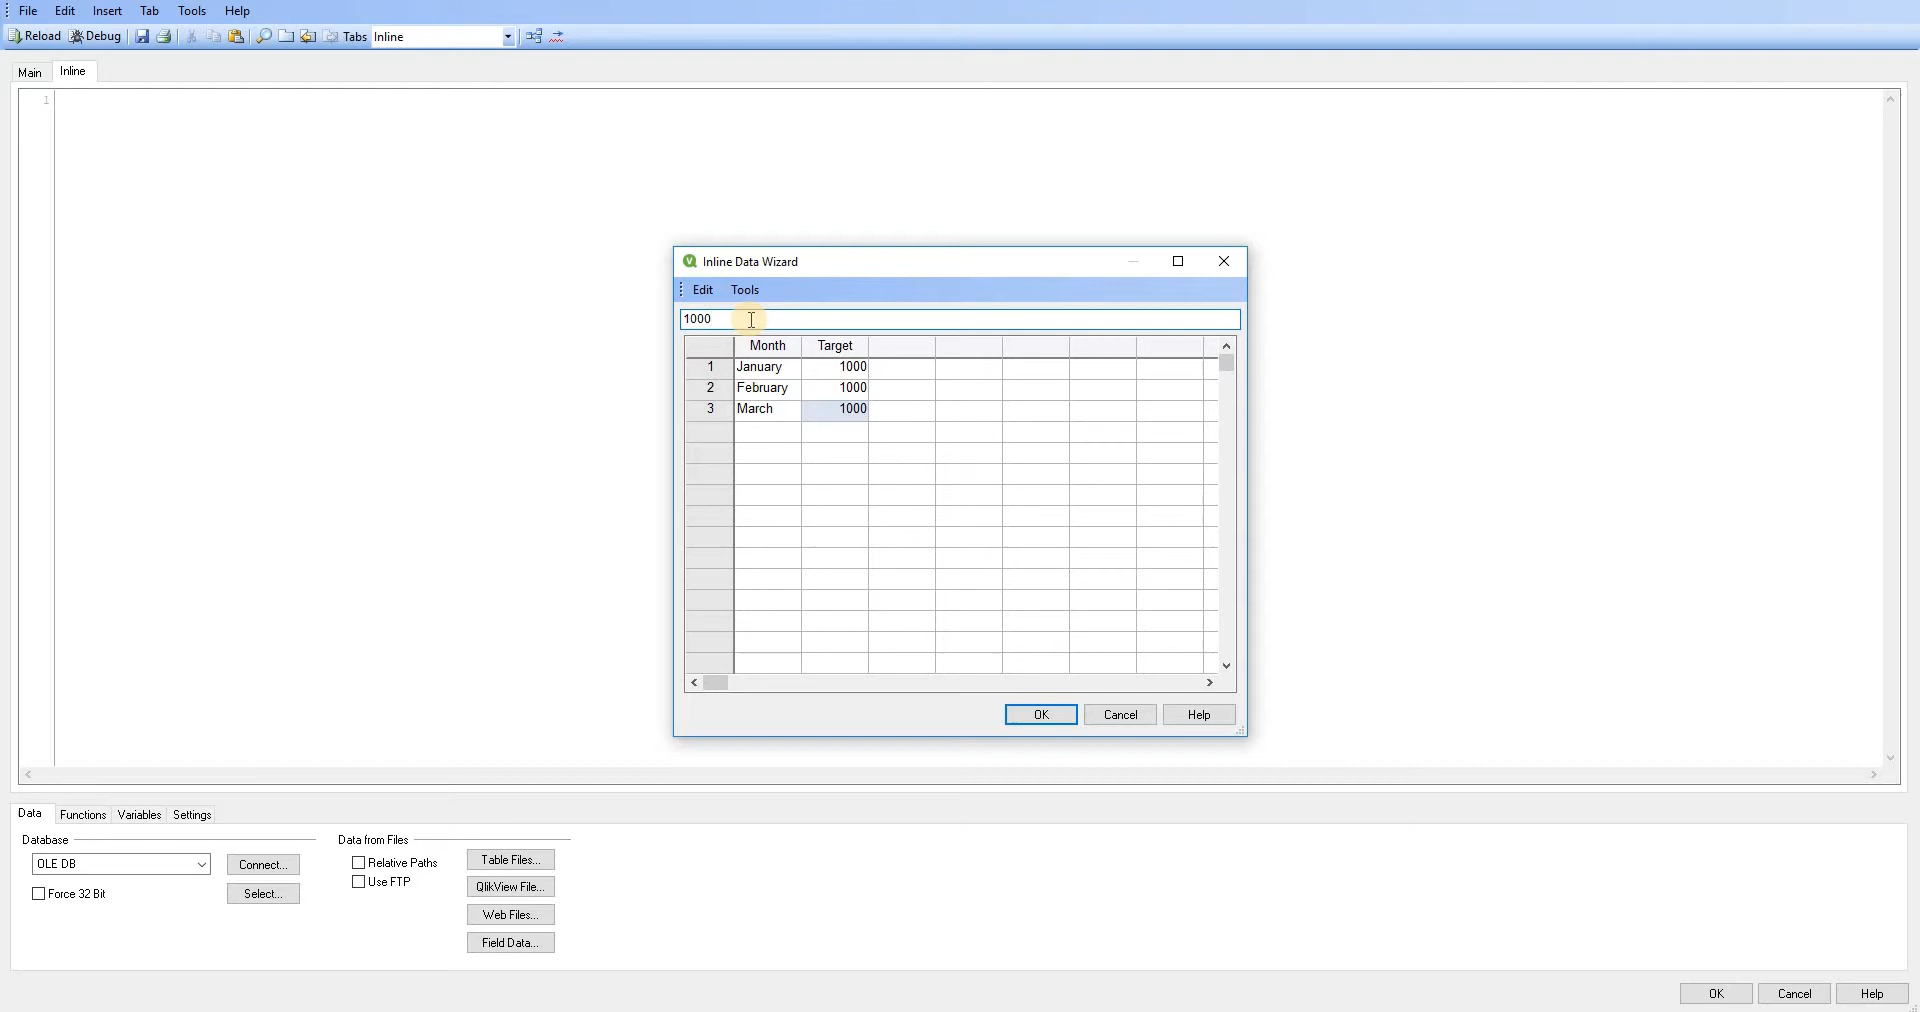 File Edit Insert Tab Tools Help
Reload Debug Tabs Inline
Main Inline
1
Inline Data Wizard
Edit Tools
1000
Month Target
1 January 1000
2 February 1000
3 March 1000
OK Cancel Help
Data Functions Variables Settings
Database Data from Files
OLE DB Connect... Relative Paths Table Files...
Use FTP QlikView File...
Force 32 Bit Select...
Web Files...
Field Data...
OK Cancel Help